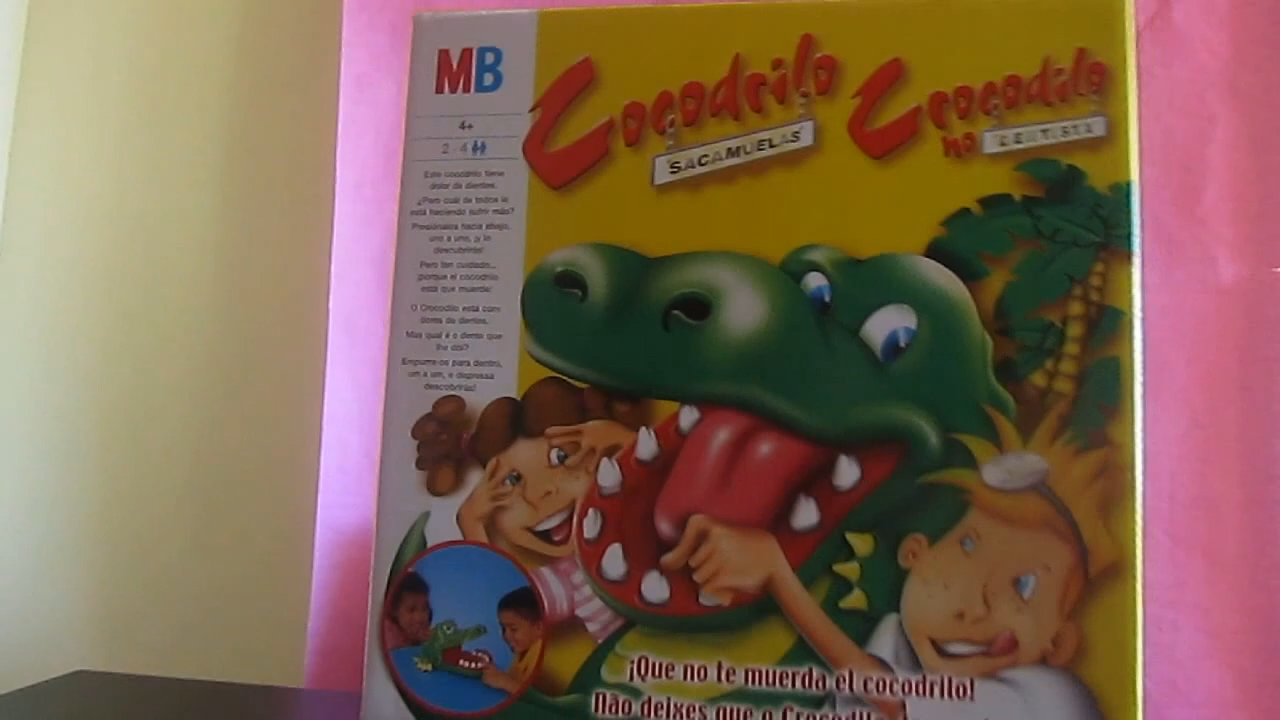 MB
4+
2 - 4
Este cocodrilo tiene
dolor de dientes.
¿Pero cuál de todos le
está haciendo sufrir más?
Presiónalos hacia abajo,
uno a uno, ¡y lo
descubrirás!
Pero ten cuidado...
¡porque el cocodrilo
está que muerde!
O Crocodilo está com
dores de dentes.
Mas qual é o dente que
lhe dói?
Empurra-os para dentro,
um a um, e depressa
descobrirás!
Cocodrilo
SACAMUELAS
Crocodilo
no DENTISTA
¡Que no te muerda el cocodrilo!
Não deixes que o Crocodilo